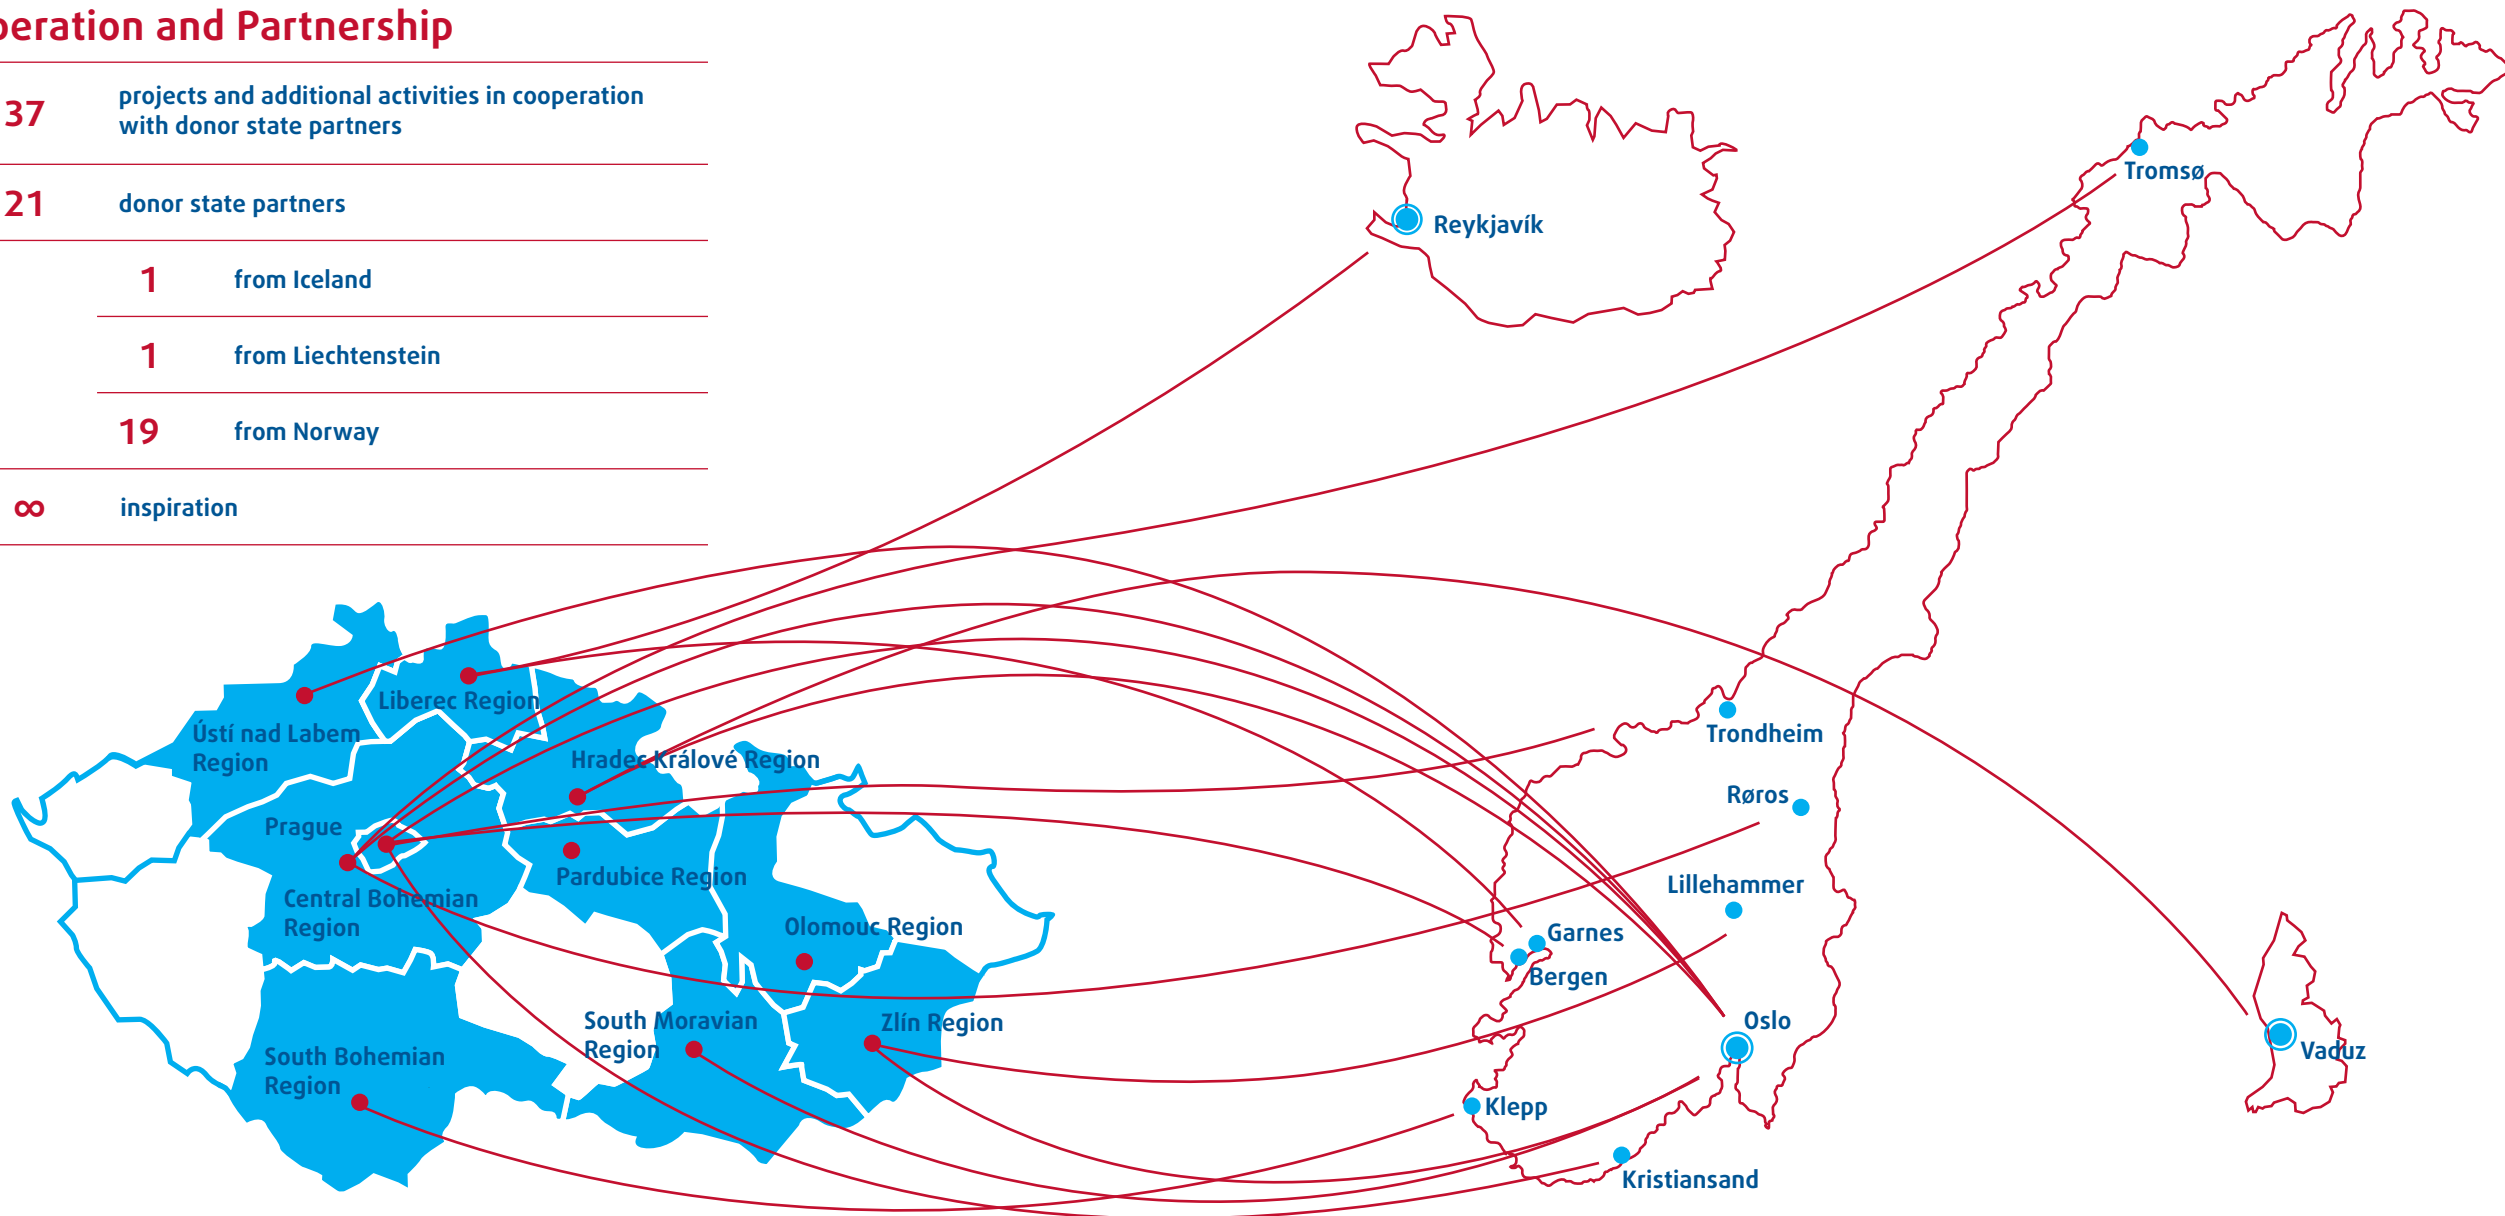 peration and Partnership
37
projects and additional activities in cooperation
with donor state partners
21
donor state partners
1
from Iceland
1
from Liechtenstein
19
from Norway
∞
inspiration
Reykjavík
Tromsø
Trondheim
Røros
Lillehammer
Garnes
Bergen
Oslo
Klepp
Kristiansand
Vaduz
Liberec Region
Ústí nad Labem
Region
Hradec Králové Region
Prague
Pardubice Region
Central Bohemian
Region
Olomouc Region
South Moravian
Region
Zlín Region
South Bohemian
Region